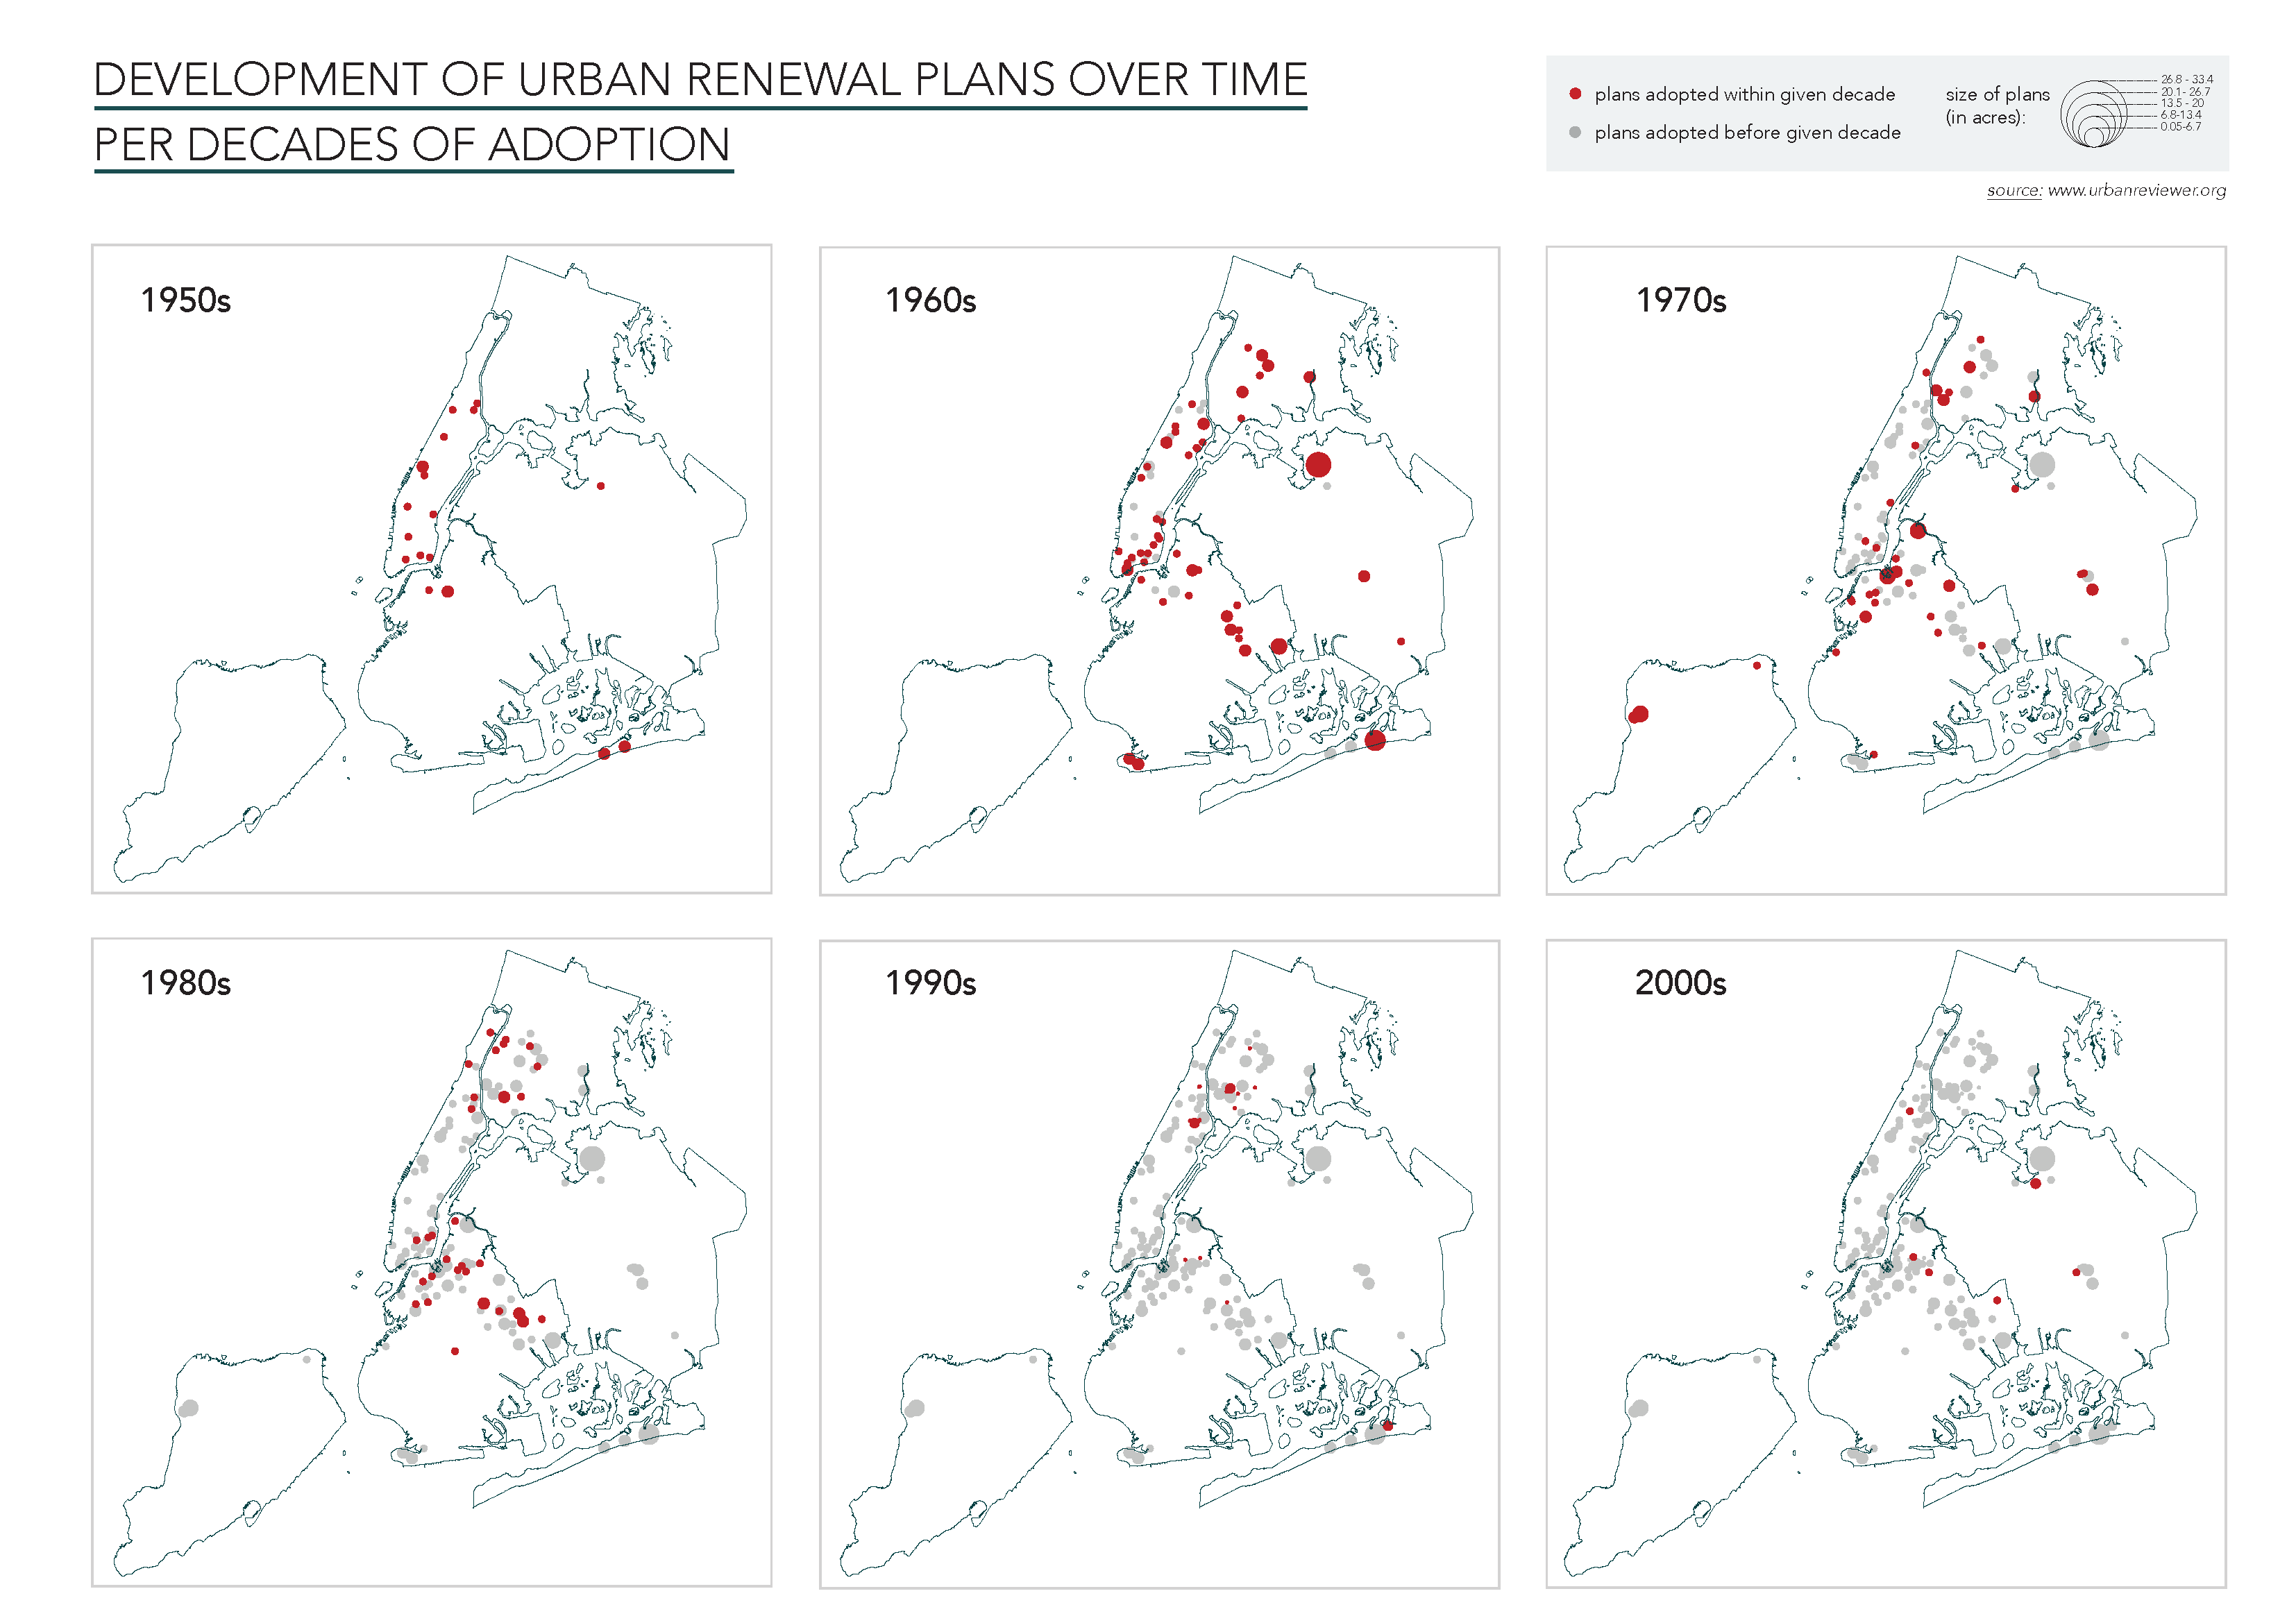 DEVELOPMENT OF URBAN RENEWAL PLANS OVER TIME
PER DECADES OF ADOPTION
plans adopted within given decade
plans adopted before given decade
size of plans
(in acres):
26.8 - 33.4
20.1- 26.7
13.5 - 20
6.8-13.4
0.05-6.7
source: www.urbanreviewer.org
1950s
1960s
1970s
1980s
1990s
2000s